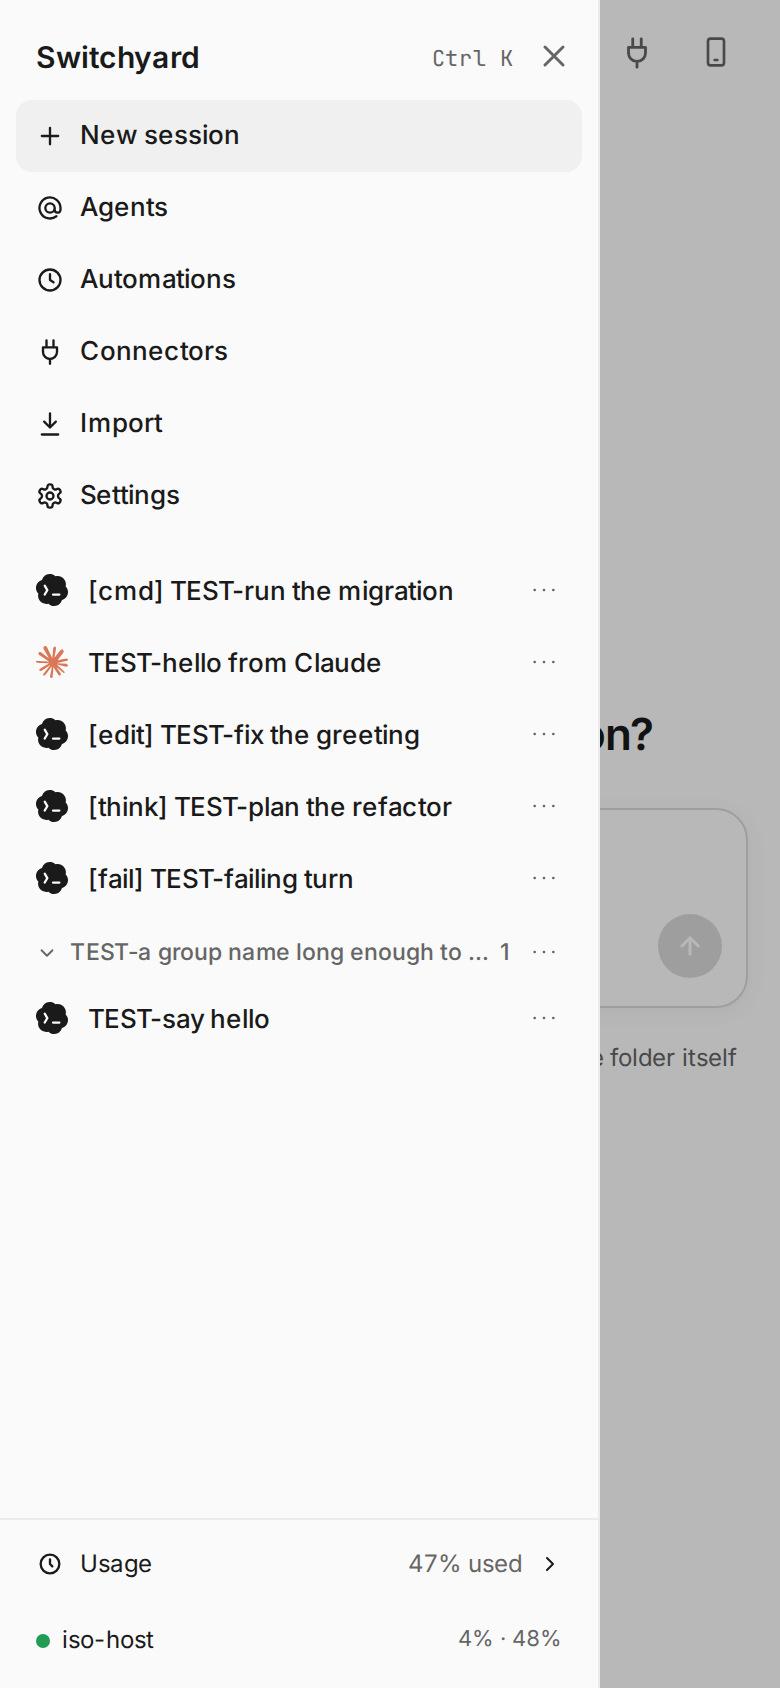 Switchyard Ctrl K
New session
Agents
Automations
Connectors
Import
Settings
[cmd] TEST-run the migration ...
TEST-hello from Claude ...
[edit] TEST-fix the greeting ...
on?
[think] TEST-plan the refactor ...
[fail] TEST-failing turn ...
TEST-a group name long enough to ... 1 ...
TEST-say hello ...
folder itself
Usage 47% used
iso-host 4% · 48%